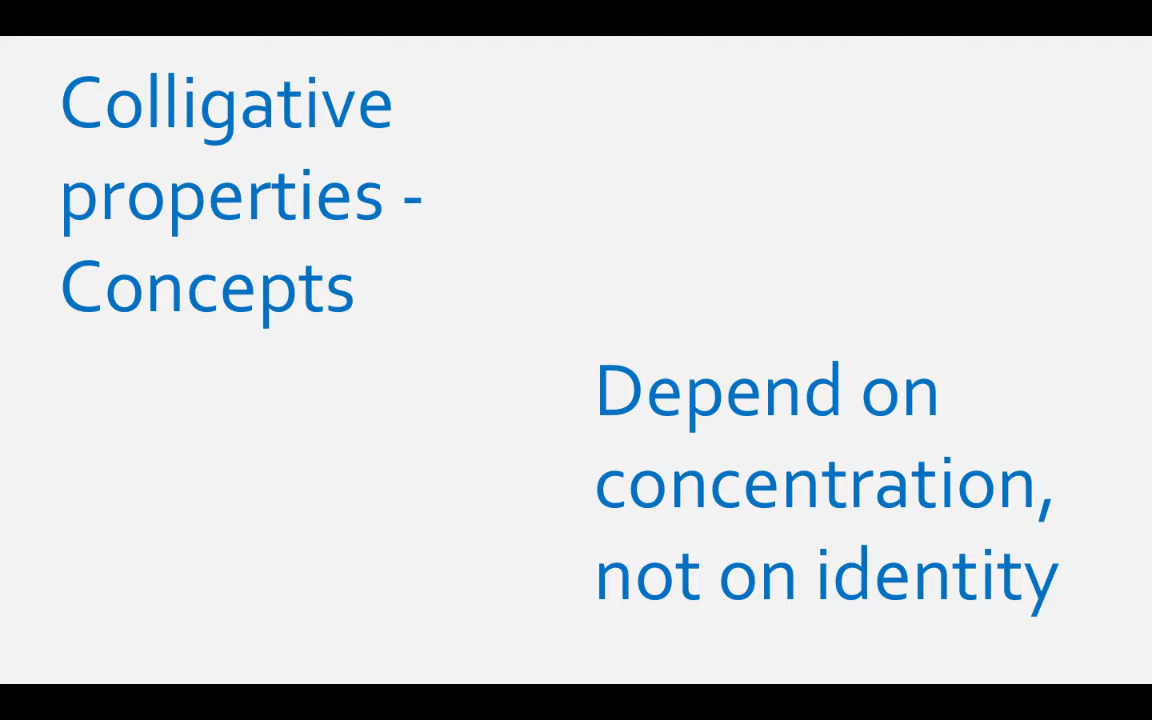 Colligative
properties -
Concepts
Depend on
concentration,
not on identity